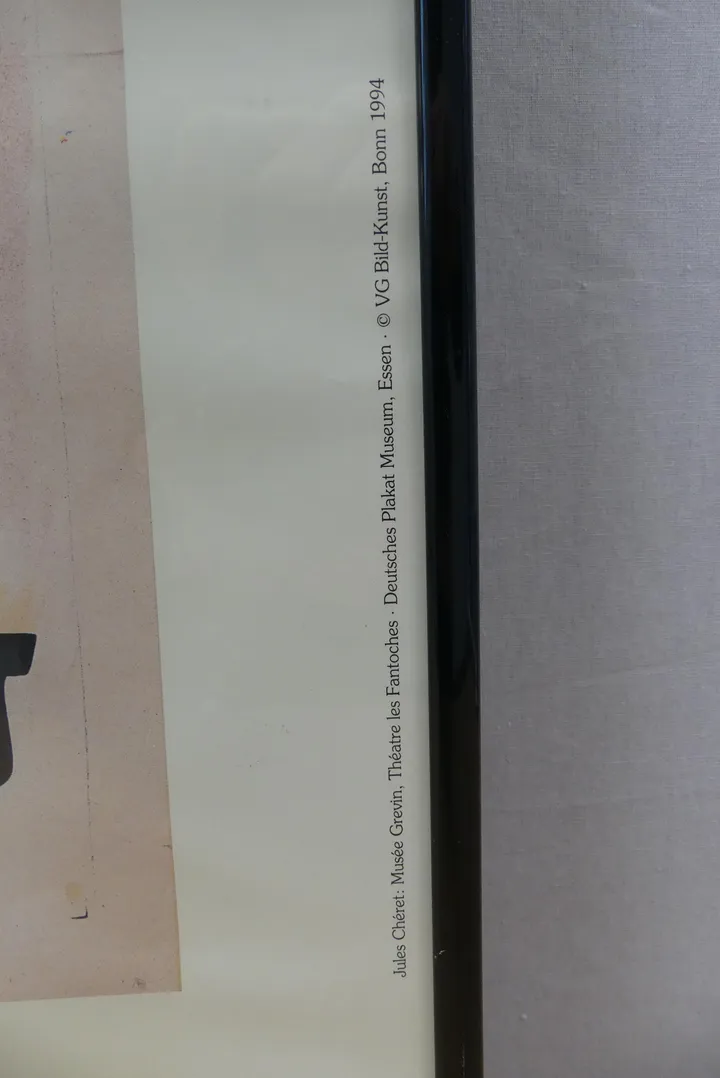 Jules Chéret: Musée Grevin, Théatre les Fantoches · Deutsches Plakat Museum, Essen · © VG Bild-Kunst, Bonn 1994